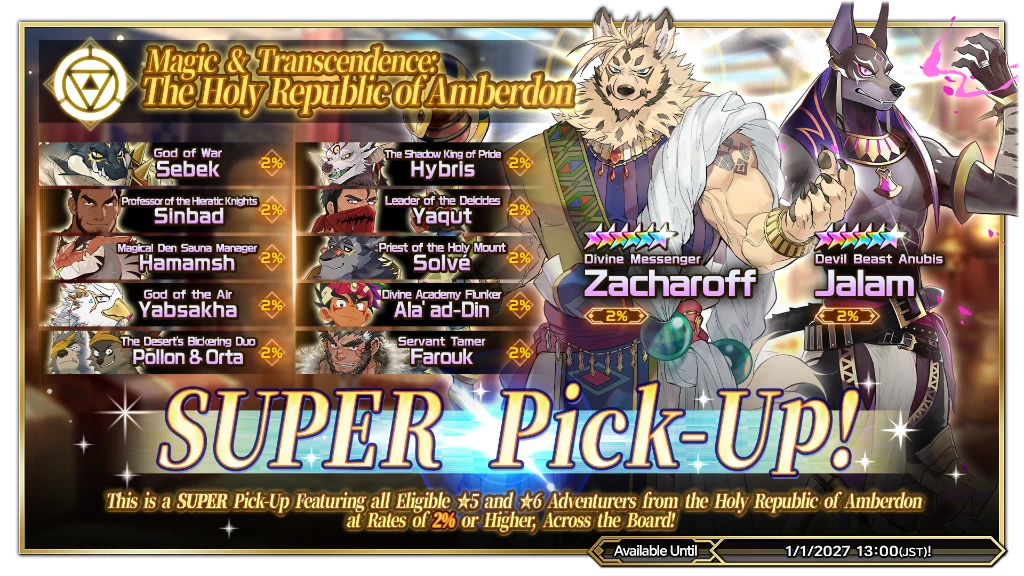 Magic & Transcendence;
The Holy Republic of Amberdon
God of War
Sebek
2%
The Shadow King of Pride
Hybris
2%
Professor of the Hieratic Knights
Sinbad
2%
Leader of the Deicides
Yaqut
2%
Magical Den Sauna Manager
Hamamsh
2%
Priest of the Holy Mount
Solvé
2%
God of the Air
Yabsakha
2%
Divine Academy Flunker
Ala' ad-Din
2%
The Desert's Bickering Duo
Pollon & Orta
2%
Servant Tamer
Farouk
2%
Divine Messenger
Zacharoff
2%
Devil Beast Anubis
Jalam
2%
SUPER Pick-Up!
This is a SUPER Pick-Up Featuring all Eligible ★5 and ★6 Adventurers from the Holy Republic of Amberdon
at Rates of 2% or Higher, Across the Board!
Available Until
1/1/2027 13:00(JST)!